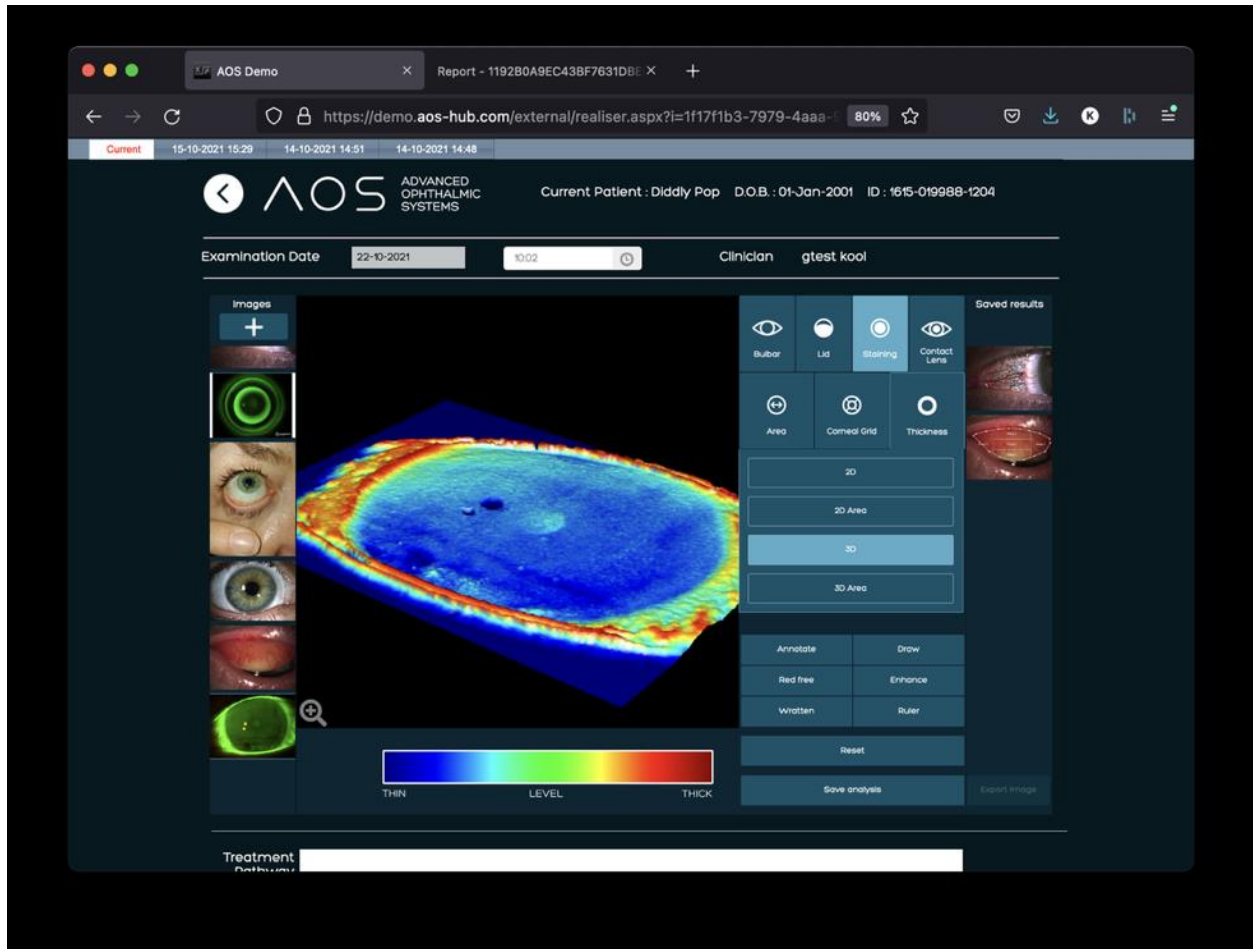 AOS Demo
Report - 1192B0A9EC43BF7631DBE
https://demo.aos-hub.com/external/realiser.aspx?i=1f17f1b3-7979-4aaa-
80%
K
Current 15-10-2021 15:29 14-10-2021 14:51 14-10-2021 14:48
AOS
ADVANCED
OPHTHALMIC
SYSTEMS
Current Patient : Diddly Pop D.O.B. : 01-Jan-2001 ID : 1615-019988-1204
Examination Date 22-10-2021 10:02 Clinician gtest kool
Images
Bulbar Lid Staining Contact
Lens
Area Corneal Grid Thickness
2D
2D Area
3D
3D Area
Annotate Draw
Red free Enhance
Wratten Ruler
Reset
Save analysis
Saved results
Export Image
THIN LEVEL THICK
Treatment
Pathway